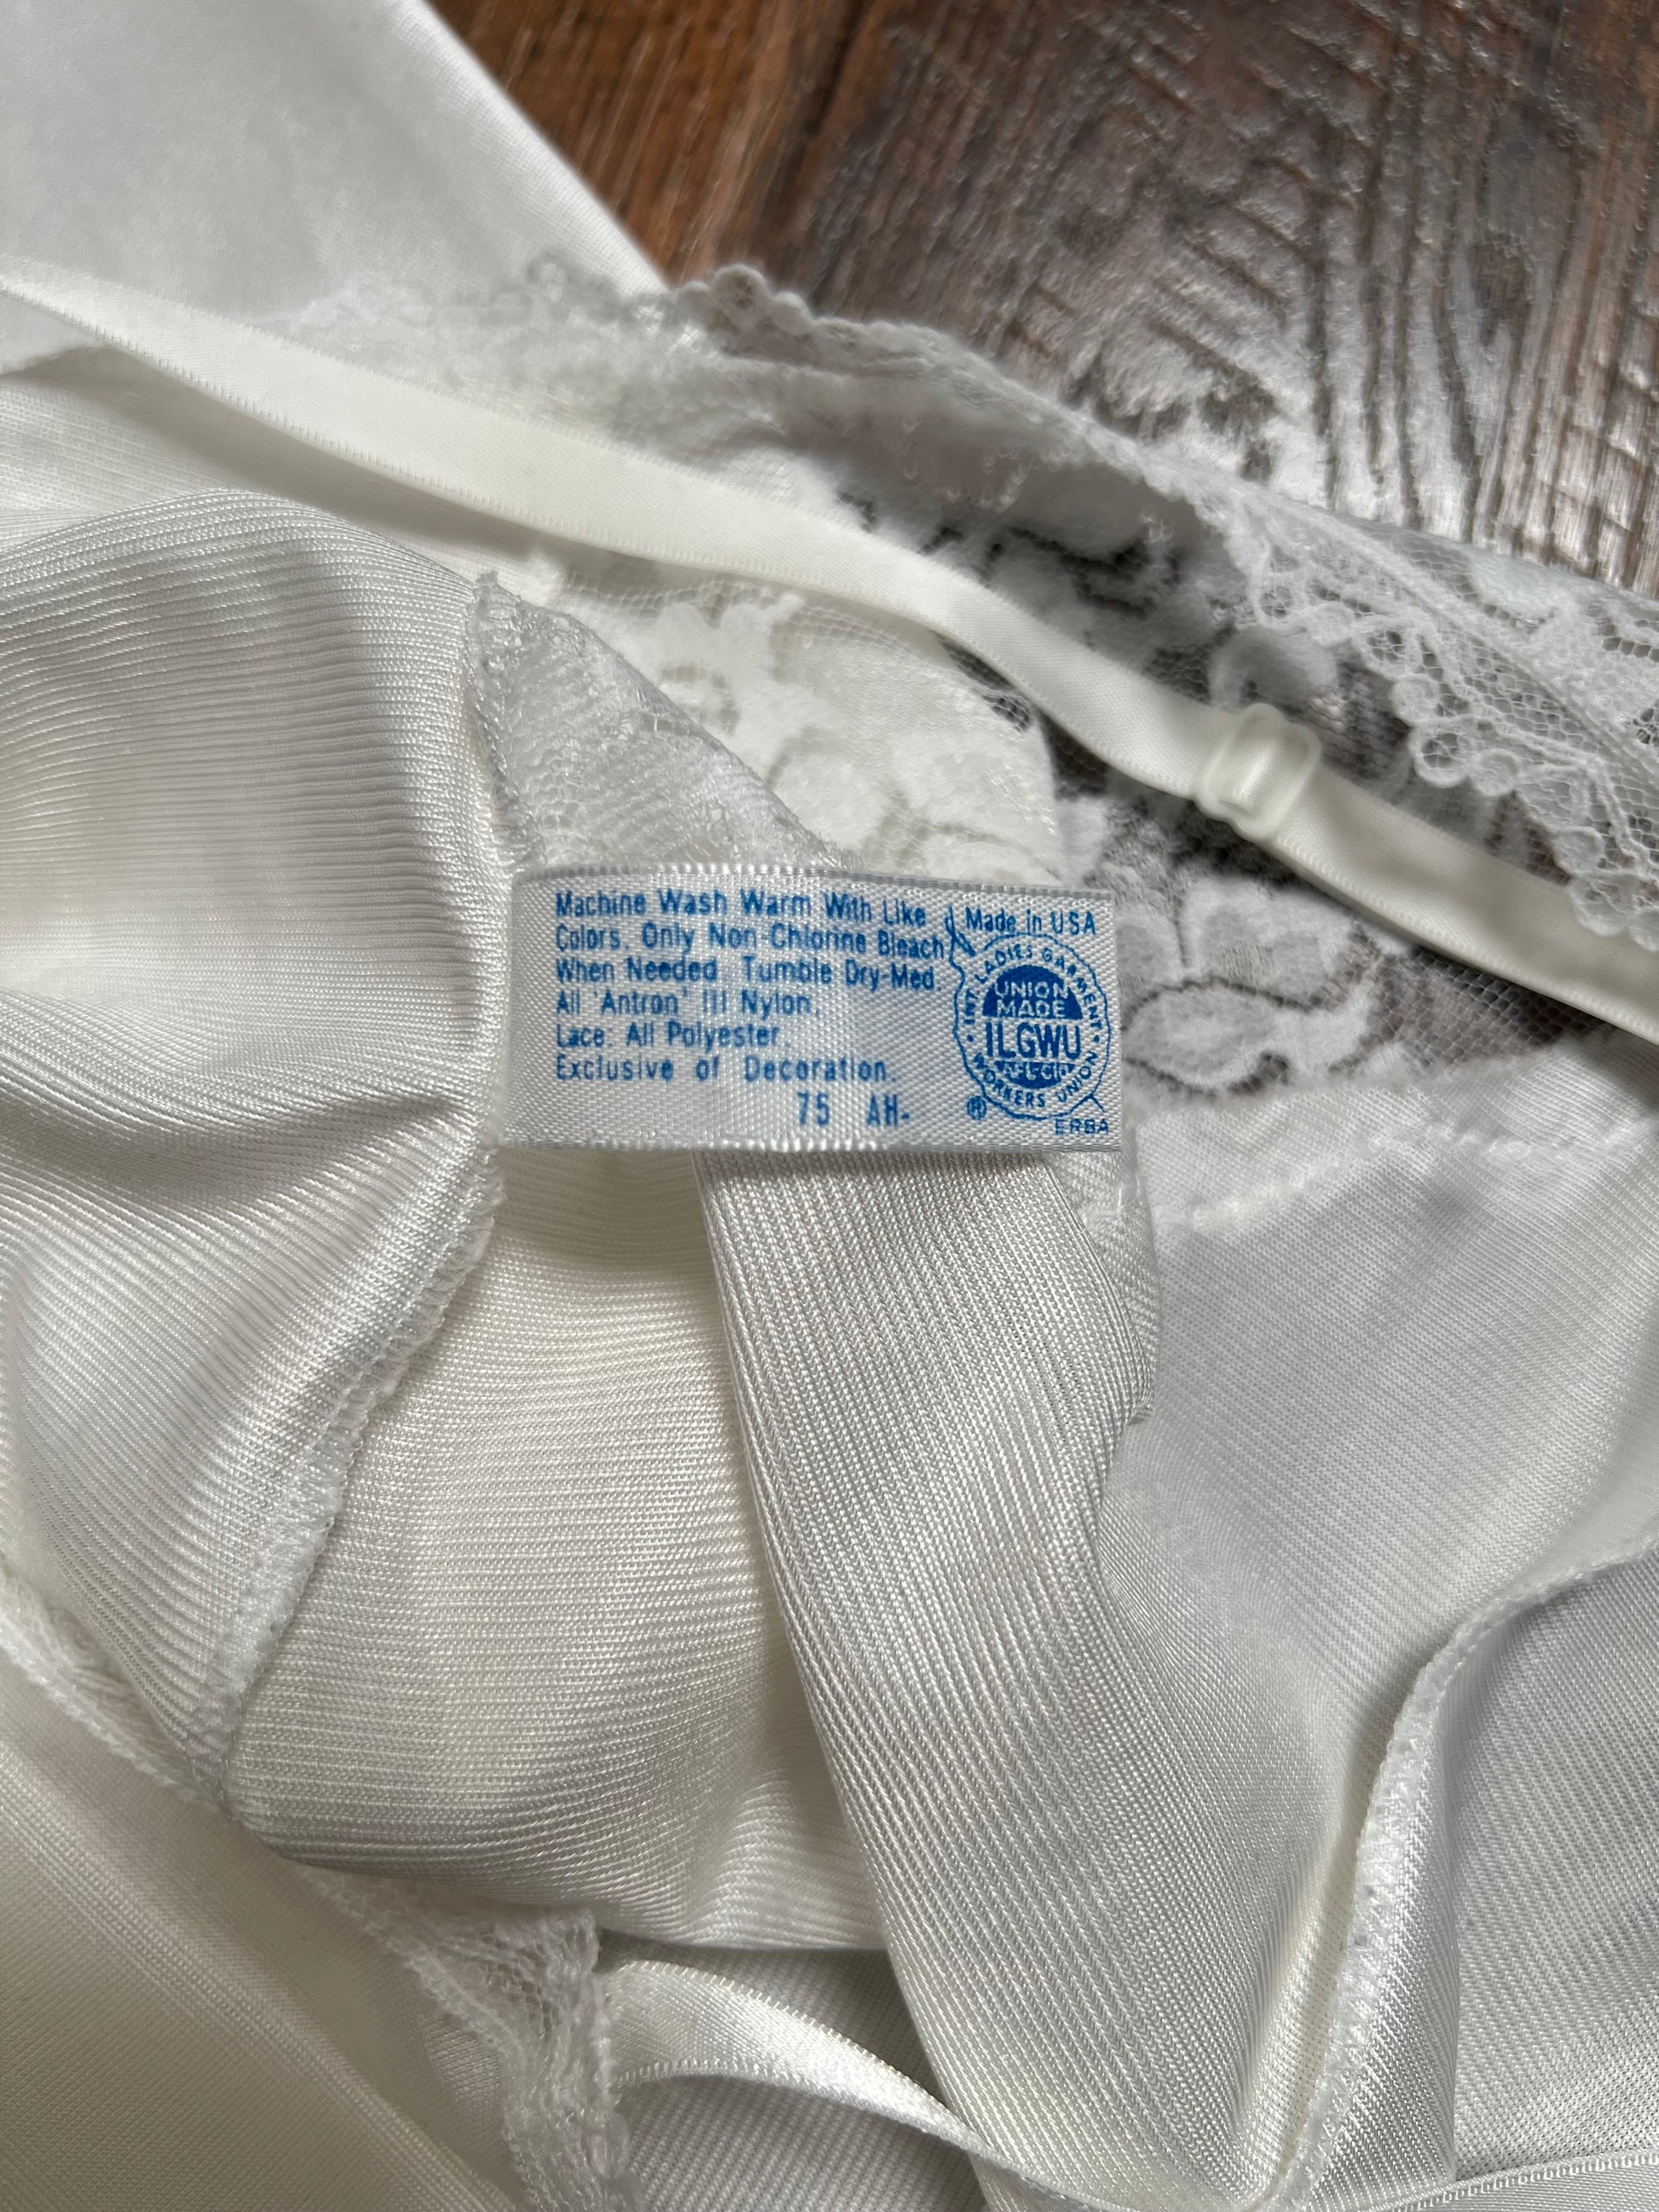 Machine Wash Warm With Like
Colors. Only Non-Chlorine Bleach
When Needed. Tumble Dry-Med.
All 'Antron' III Nylon.
Lace: All Polyester.
Exclusive of Decoration.
75 AH-
Made in USA
INT'L LADIES GARMENT WORKERS UNION
UNION
MADE
ILGWU
AFL-CIO
®
ERBA